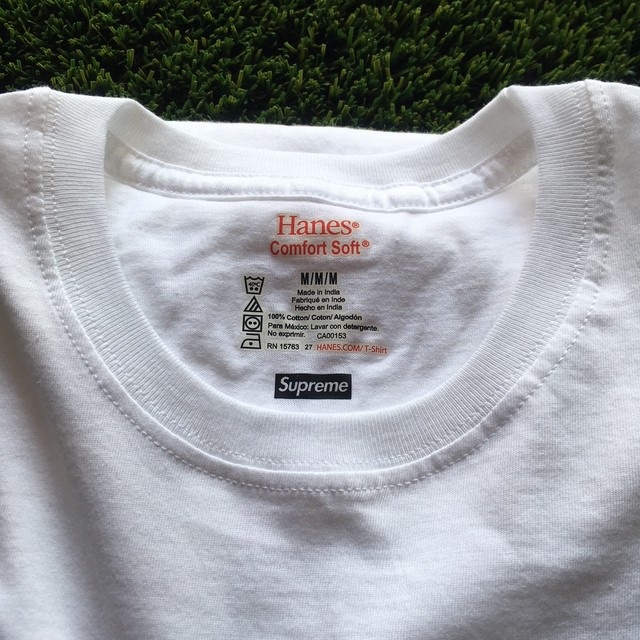 Hanes®
Comfort Soft®
M/M/M
Made in India
Fabriqué en Inde
Hecho en India
100% Cotton/ Coton/ Algodón
Para México: Lavar con detergente.
No exprimir. CA00153
RN 15763 27 HANES.COM/T-Shirt
Supreme